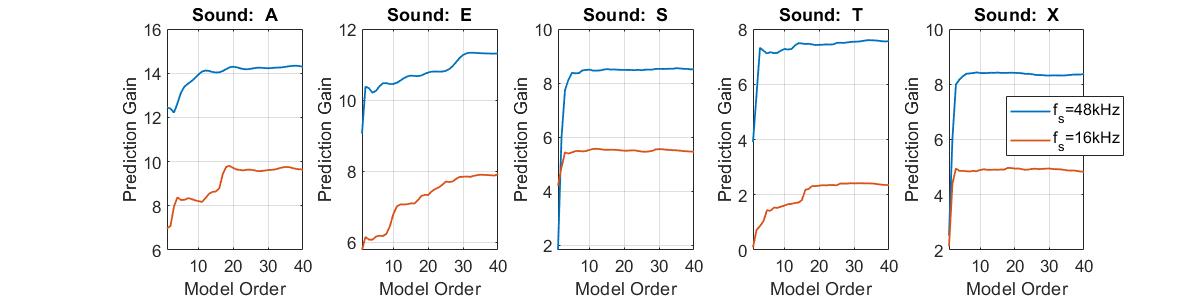 Sound: A
Prediction Gain
16
14
12
10
8
6
10 20 30 40
Model Order
Sound: E
Prediction Gain
12
10
8
6
10 20 30 40
Model Order
Sound: S
Prediction Gain
10
8
6
4
2
10 20 30 40
Model Order
Sound: T
Prediction Gain
8
6
4
2
0
10 20 30 40
Model Order
Sound: X
Prediction Gain
10
8
6
4
2
10 20 30 40
Model Order
fs=48kHz
fs=16kHz